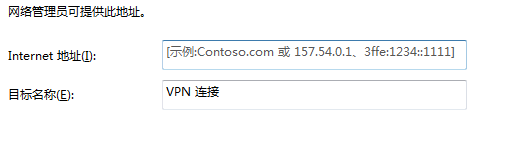 网络管理员可提供此地址。
Internet 地址(I): [示例:Contoso.com 或 157.54.0.1、3ffe:1234::1111]
目标名称(E): VPN 连接